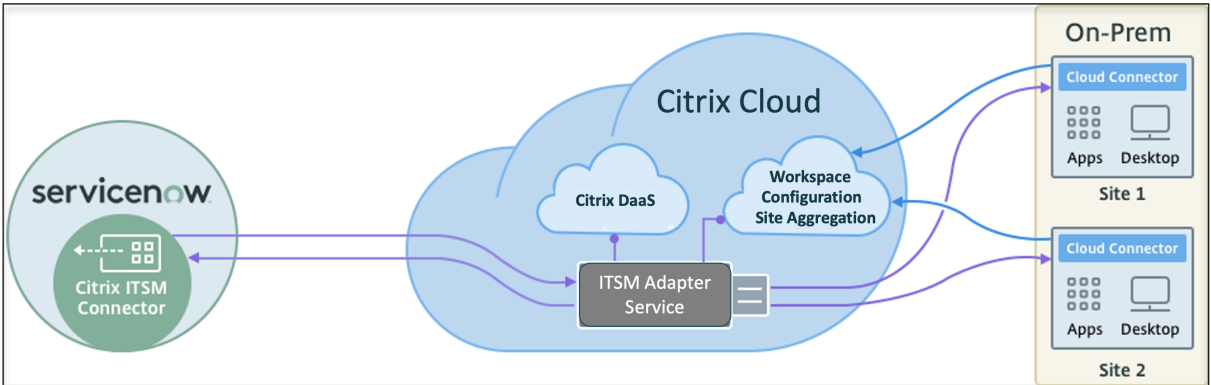 On-Prem
Cloud Connector
Apps Desktop
Site 1
Cloud Connector
Apps Desktop
Site 2
Citrix Cloud
Citrix DaaS
Workspace
Configuration
Site Aggregation
ITSM Adapter
Service
servicenow
Citrix ITSM
Connector